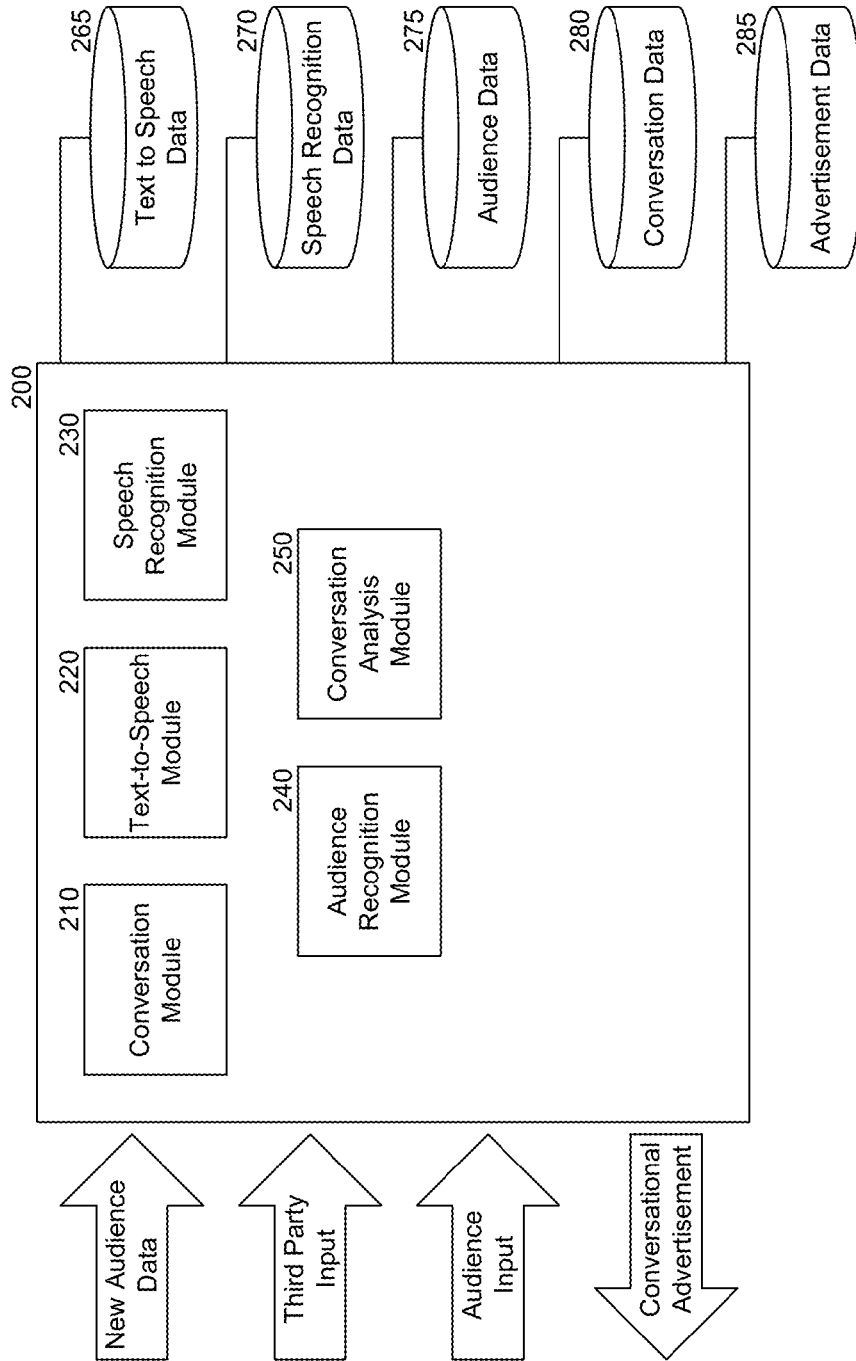 New Audience
Data
Third Party
Input
Audience
Input
Conversational
Advertisement
200
210
Conversation
Module
220
Text-to-Speech
Module
230
Speech
Recognition
Module
240
Audience
Recognition
Module
250
Conversation
Analysis
Module
265
Text to Speech
Data
270
Speech Recognition
Data
275
Audience Data
280
Conversation Data
285
Advertisement Data